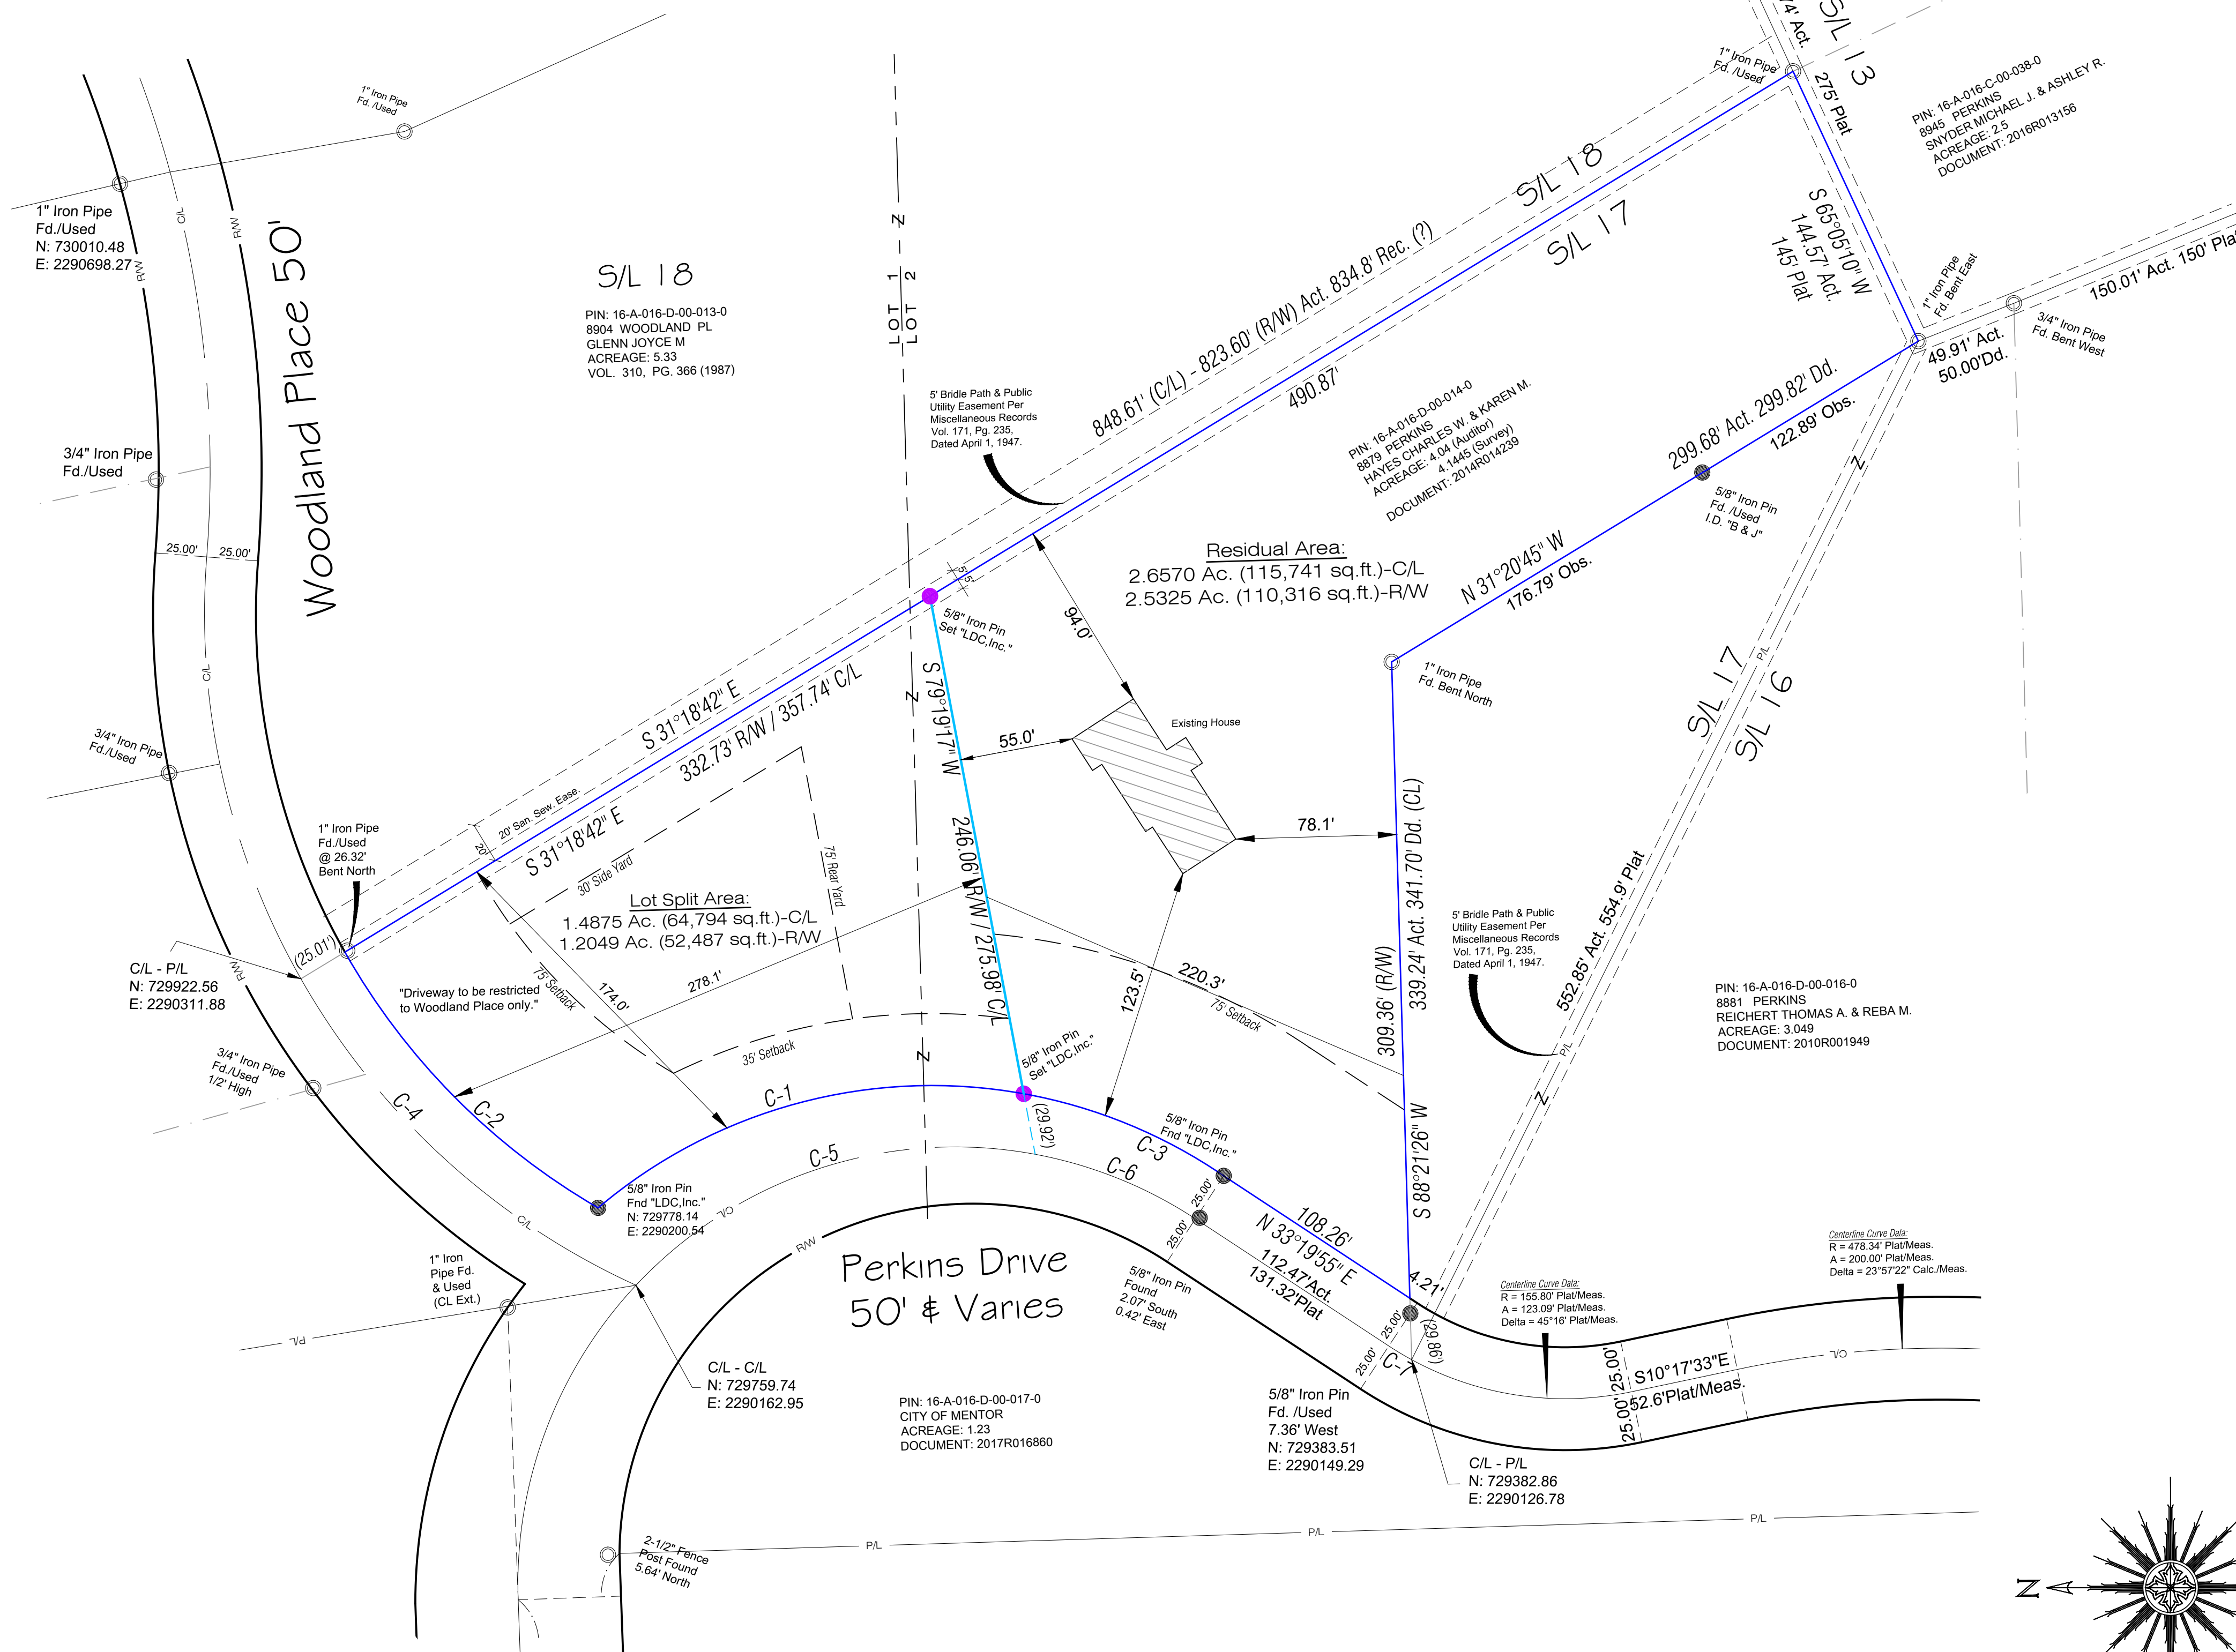 1" Iron Pipe
Fd. /Used
1" Iron Pipe
Fd./Used
N: 730010.48
E: 2290698.27
C/L
R/W
R/W
Woodland Place 50'
3/4" Iron Pipe
Fd./Used
25.00'
25.00'
C/L
3/4" Iron Pipe
Fd./Used
S/L 18
PIN: 16-A-016-D-00-013-0
8904 WOODLAND PL
GLENN JOYCE M
ACREAGE: 5.33
VOL. 310, PG. 366 (1987)
Z
LOT 1
LOT 2
Z
5' Bridle Path & Public
Utility Easement Per
Miscellaneous Records
Vol. 171, Pg. 235,
Dated April 1, 1947.
848.61' (C/L) - 823.60' (R/W) Act. 834.8' Rec. (?)
490.87'
S/L 18
S/L 17
1" Iron Pipe
Fd. /Used
74' Act.
S/L 13
275' Plat
PIN: 16-A-016-C-00-038-0
8945 PERKINS
SNYDER MICHAEL J. & ASHLEY R.
ACREAGE: 2.5
DOCUMENT: 2016R013156
S 65°05'10" W
144.57' Act.
145' Plat
1" Iron Pipe
Fd. Bent East
150.01' Act. 150' Plat
3/4" Iron Pipe
Fd. Bent West
49.91' Act.
50.00'Dd.
PIN: 16-A-016-D-00-014-0
8879 PERKINS
HAYES CHARLES W. & KAREN M.
ACREAGE: 4.04 (Auditor)
4.1445 (Survey)
DOCUMENT: 2014R014239
299.68' Act. 299.82' Dd.
122.89' Obs.
5/8" Iron Pin
Fd. /Used
I.D. "B & J"
Z
Residual Area:
2.6570 Ac. (115,741 sq.ft.)-C/L
2.5325 Ac. (110,316 sq.ft.)-R/W
N 31°20'45" W
176.79' Obs.
1" Iron Pipe
Fd. Bent North
5'
5'
5/8" Iron Pin
Set "LDC,Inc."
94.0'
Existing House
55.0'
78.1'
S 79°19'17" W
246.06' R/W / 275.98' C/L
S 31°18'42" E
332.73' R/W / 357.74' C/L
20' San. Sew. Ease.
20'
S 31°18'42" E
30' Side Yard
75' Rear Yard
1" Iron Pipe
Fd./Used
@ 26.32'
Bent North
(25.01')
Lot Split Area:
1.4875 Ac. (64,794 sq.ft.)-C/L
1.2049 Ac. (52,487 sq.ft.)-R/W
C/L - P/L
N: 729922.56
E: 2290311.88
R/W
"Driveway to be restricted
to Woodland Place only."
75' Setback
174.0'
278.1'
35' Setback
Z
123.5'
220.3'
75' Setback
309.36' (R/W)
339.24' Act. 341.70' Dd. (CL)
S 88°21'26" W
S/L 17
P/L
S/L 16
5' Bridle Path & Public
Utility Easement Per
Miscellaneous Records
Vol. 171, Pg. 235,
Dated April 1, 1947.
552.85' Act. 554.9' Plat
P/L
Z
PIN: 16-A-016-D-00-016-0
8881 PERKINS
REICHERT THOMAS A. & REBA M.
ACREAGE: 3.049
DOCUMENT: 2010R001949
3/4" Iron Pipe
Fd./Used
1/2' High
C-4
C-2
C-1
5/8" Iron Pin
Set "LDC,Inc."
(29.92')
C-5
C-6
C-3
5/8" Iron Pin
Fnd "LDC,Inc."
25.00'
25.00'
5/8" Iron Pin
Fnd "LDC,Inc."
N: 729778.14
E: 2290200.54
C/L
C/L
R/W
1" Iron
Pipe Fd.
& Used
(CL Ext.)
P/L
Perkins Drive
50' & Varies
5/8" Iron Pin
Found
2.07' South
0.42' East
108.26'
N 33°19'55" E
112.47'Act.
131.32'Plat
4.21'
25.00'
25.00'
(29.86')
C-7
Centerline Curve Data:
R = 155.80' Plat/Meas.
A = 123.09' Plat/Meas.
Delta = 45°16' Plat/Meas.
Centerline Curve Data:
R = 478.34' Plat/Meas.
A = 200.00' Plat/Meas.
Delta = 23°57'22" Calc./Meas.
25.00' 25.00'
S10°17'33"E
52.6'Plat/Meas.
C/L
C/L - C/L
N: 729759.74
E: 2290162.95
PIN: 16-A-016-D-00-017-0
CITY OF MENTOR
ACREAGE: 1.23
DOCUMENT: 2017R016860
5/8" Iron Pin
Fd. /Used
7.36' West
N: 729383.51
E: 2290149.29
C/L - P/L
N: 729382.86
E: 2290126.78
2-1/2" Fence
Post Found
5.64' North
P/L
P/L
P/L
N